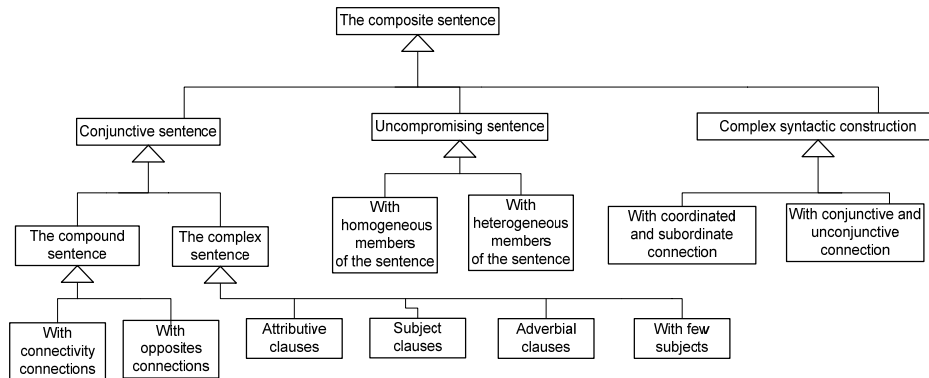 The composite sentence
Conjunctive sentence
Uncompromising sentence
Complex syntactic construction
The compound
sentence
The complex
sentence
With
homogeneous
members
of the sentence
With
heterogeneous
members
of the sentence
With coordinated
and subordinate
connection
With conjunctive and
unconjunctive
connection
With
connectivity
connections
With
opposites
connections
Attributive
clauses
Subject
clauses
Adverbial
clauses
With few
subjects